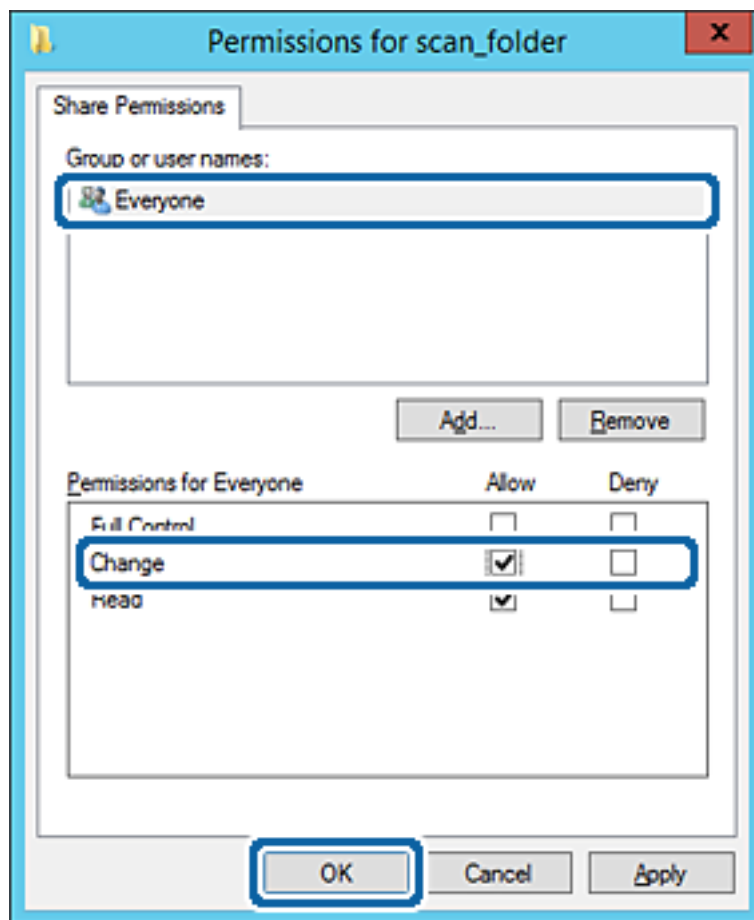 Permissions for scan_folder
x
Share Permissions
Group or user names:
Everyone
Add... Remove
Permissions for Everyone Allow Deny
Full Control
Change
Read
OK Cancel Apply